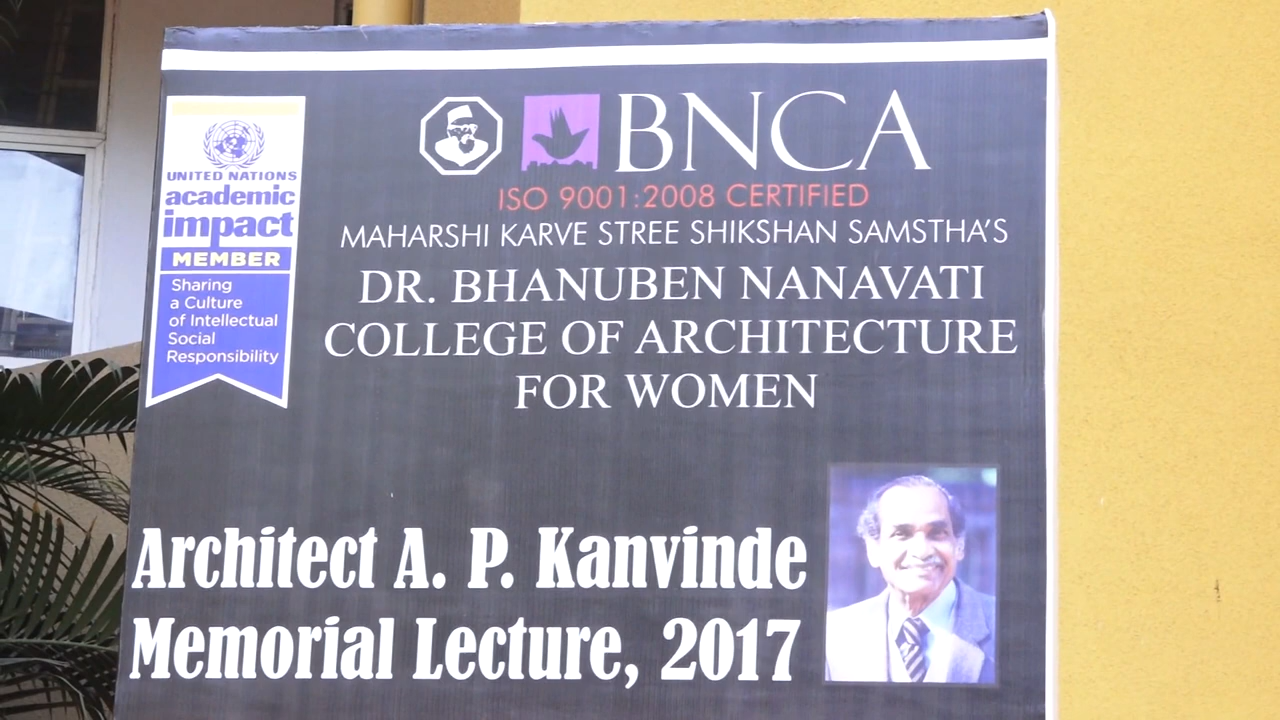 UNITED NATIONS
academic
impact
MEMBER
Sharing
a Culture
of Intellectual
Social
Responsibility
BNCA
ISO 9001:2008 CERTIFIED
MAHARSHI KARVE STREE SHIKSHAN SAMSTHA'S
DR. BHANUBEN NANAVATI
COLLEGE OF ARCHITECTURE
FOR WOMEN
Architect A. P. Kanvinde
Memorial Lecture, 2017